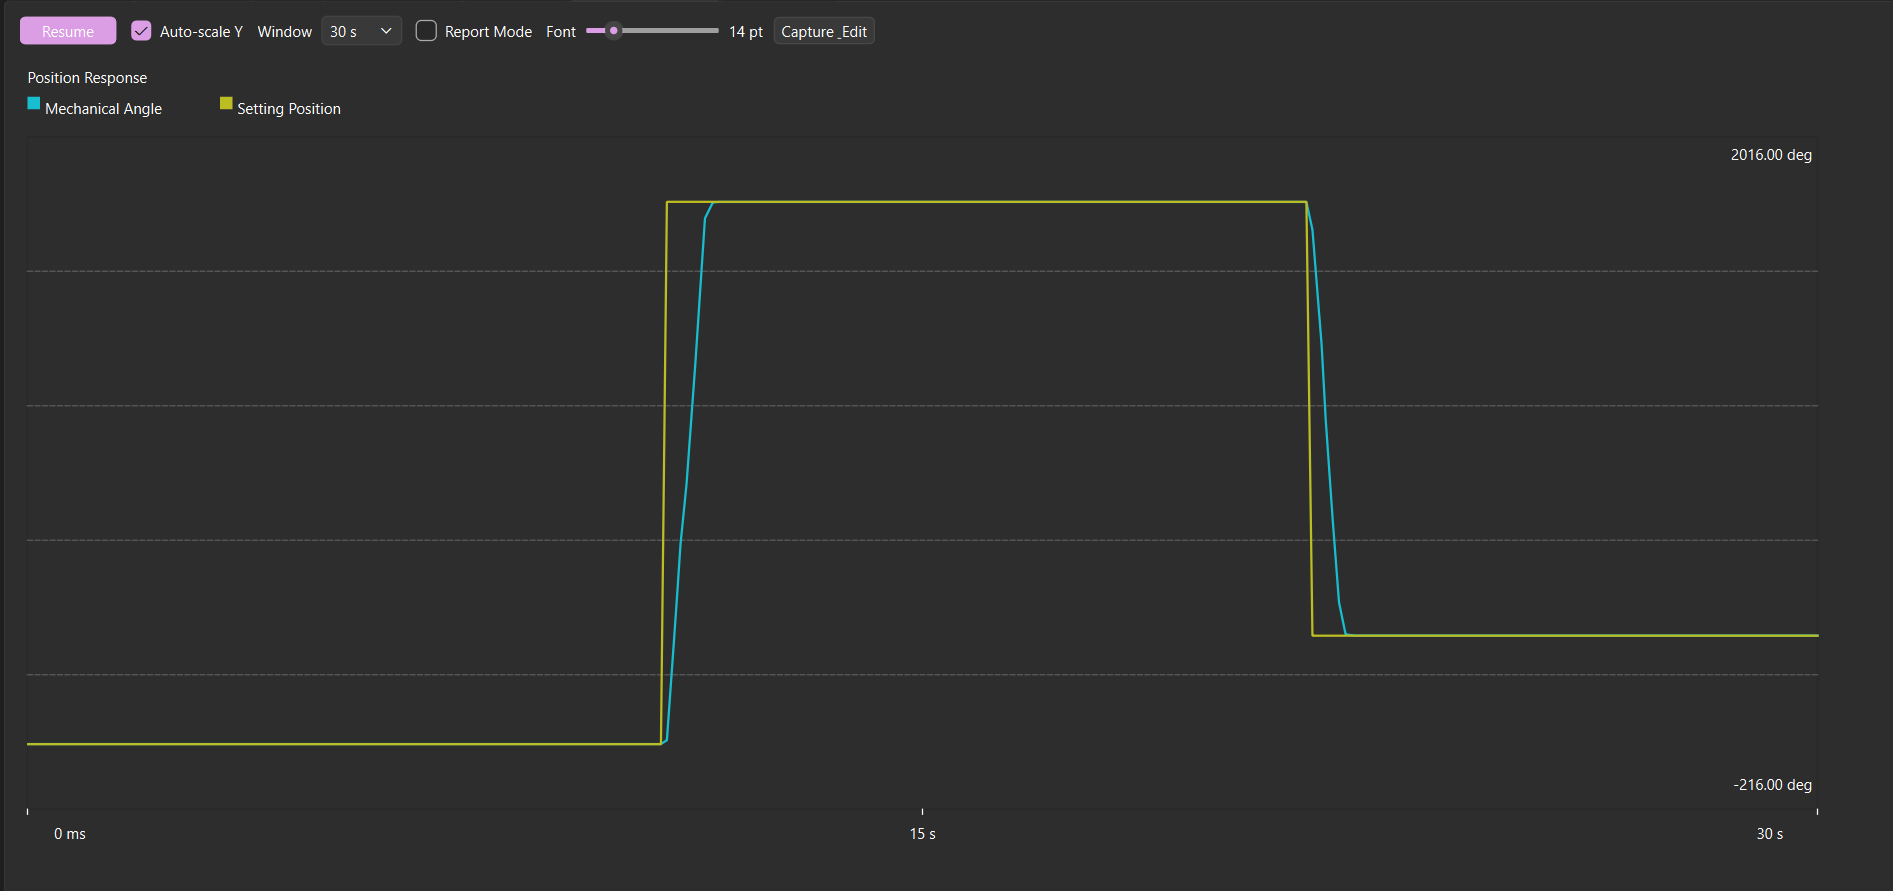 Resume Auto-scale Y Window 30 s Report Mode Font 14 pt Capture _Edit
Position Response
Mechanical Angle Setting Position
2016.00 deg
-216.00 deg
0 ms 15 s 30 s